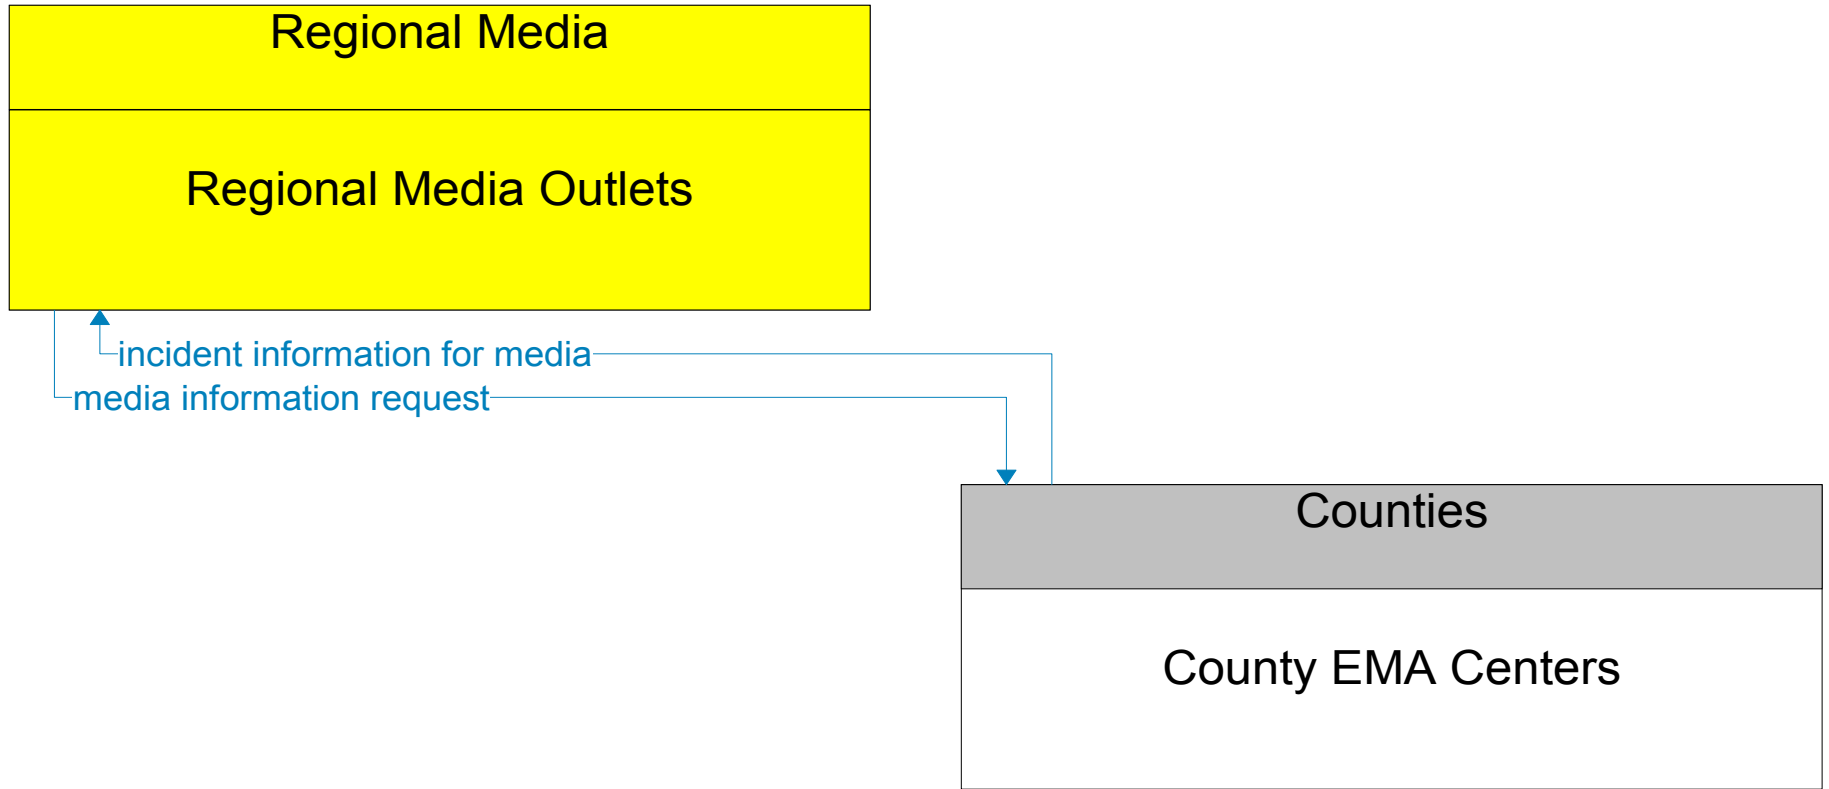 Regional Media
Regional Media Outlets
incident information for media
media information request
Counties
County EMA Centers